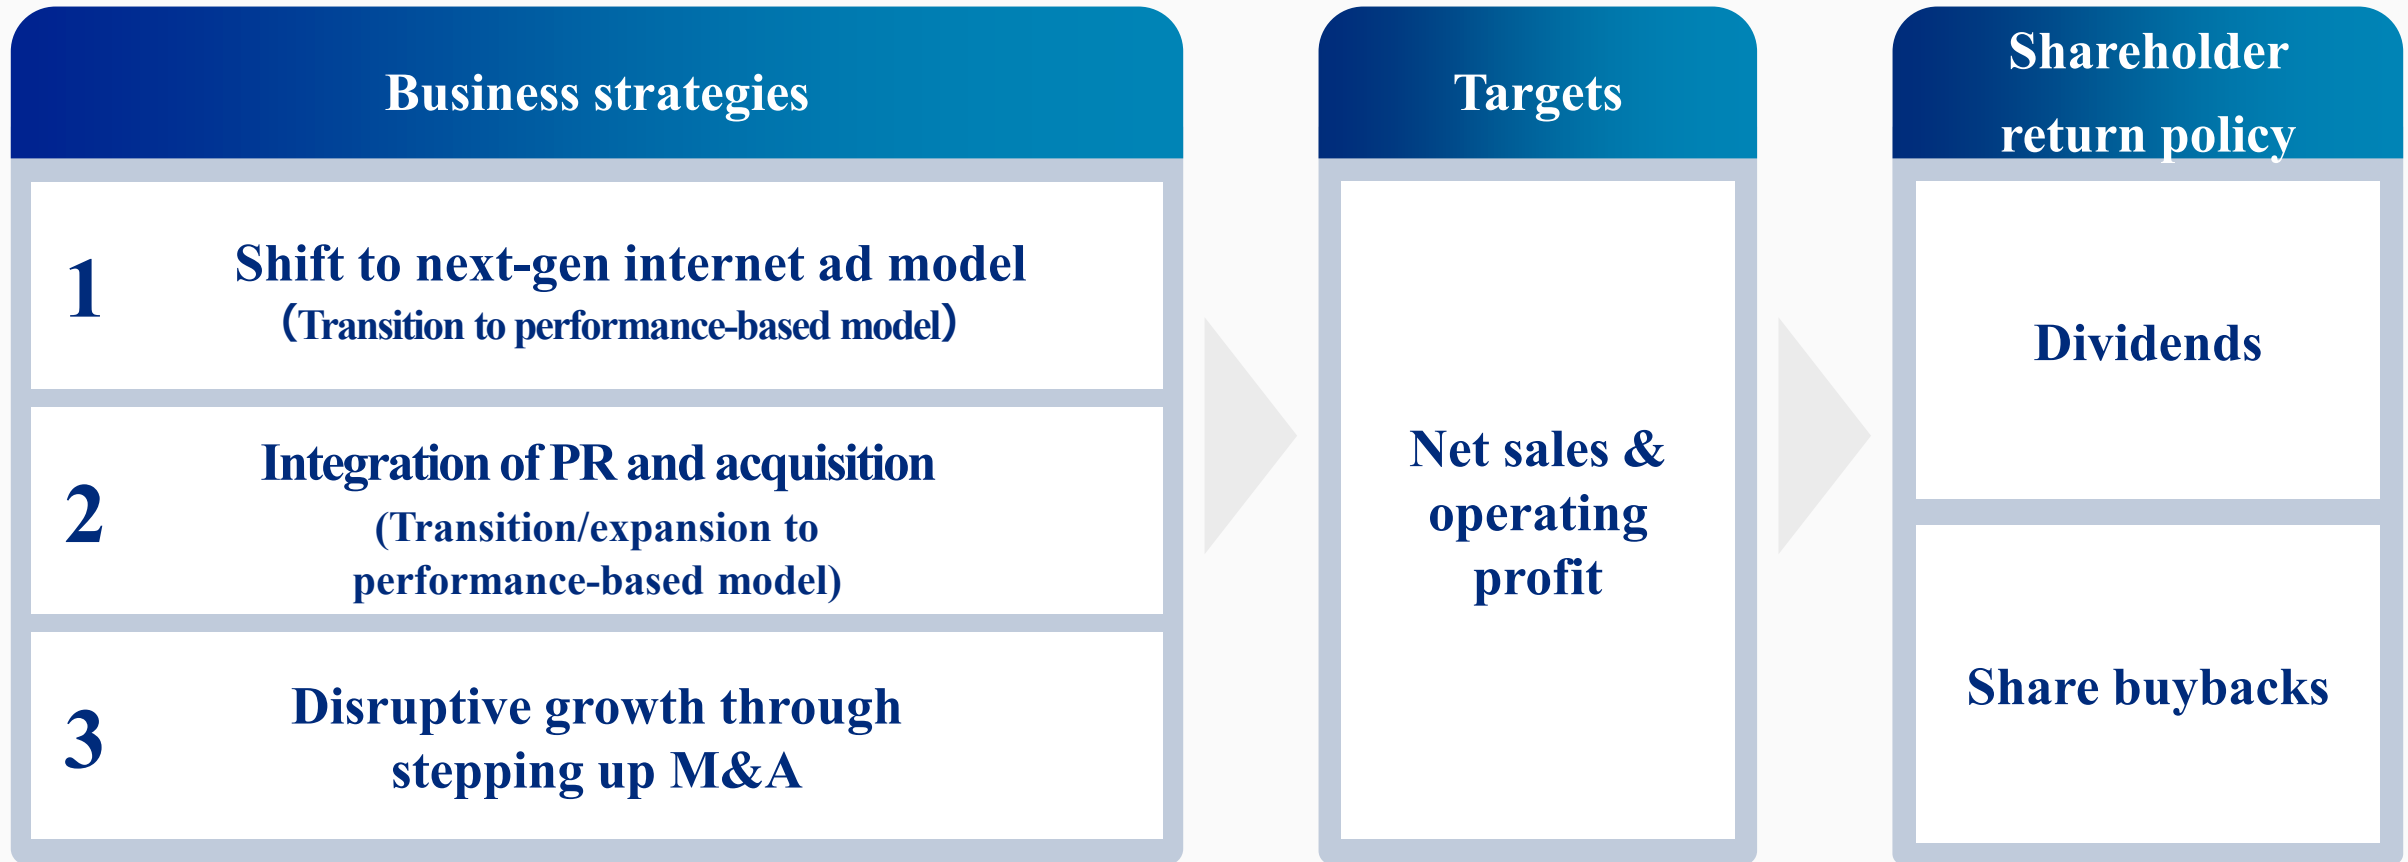 Business strategies
1
Shift to next-gen internet ad model
（Transition to performance-based model）
2
Integration of PR and acquisition
(Transition/expansion to
performance-based model)
3
Disruptive growth through
stepping up M&A
Targets
Net sales &
operating
profit
Shareholder
return policy
Dividends
Share buybacks